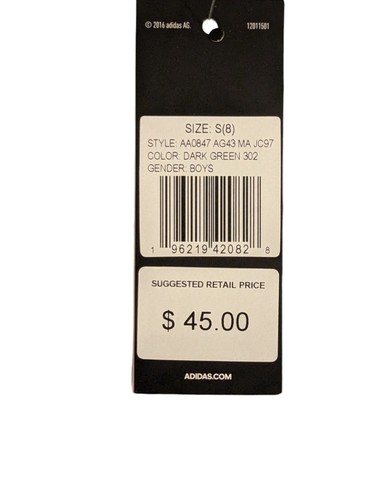 © 2016 adidas AG. 12011501
SIZE: S(8)
STYLE: AA0847 AG43 MA JC97
COLOR: DARK GREEN 302
GENDER: BOYS
1 96219 42082 8
SUGGESTED RETAIL PRICE
$ 45.00
ADIDAS.COM